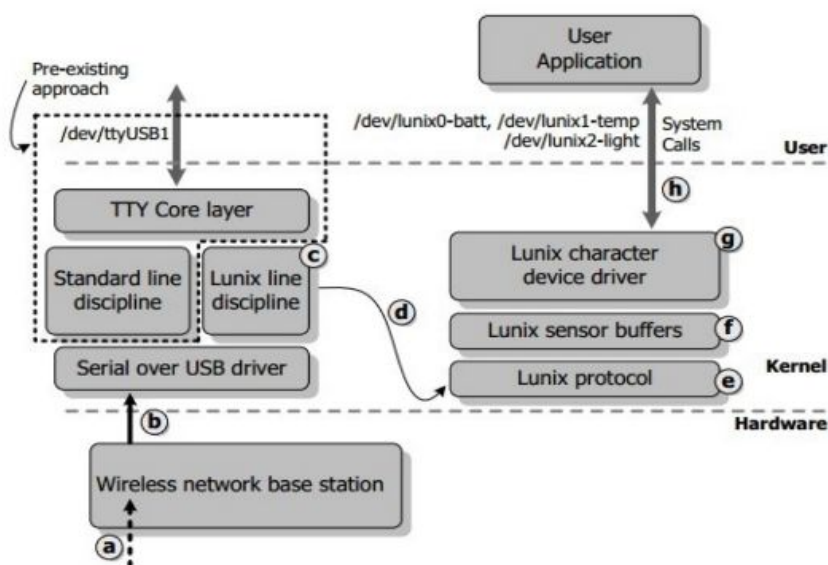 User
Application
Pre-existing
approach
/dev/ttyUSB1
/dev/lunix0-batt, /dev/lunix1-temp
/dev/lunix2-light
System
Calls
User
h
TTY Core layer
g
Lunix character
device driver
c
Standard line
discipline
Lunix line
discipline
d
Lunix sensor buffers
f
Serial over USB driver
Lunix protocol
e
Kernel
Hardware
b
Wireless network base station
a